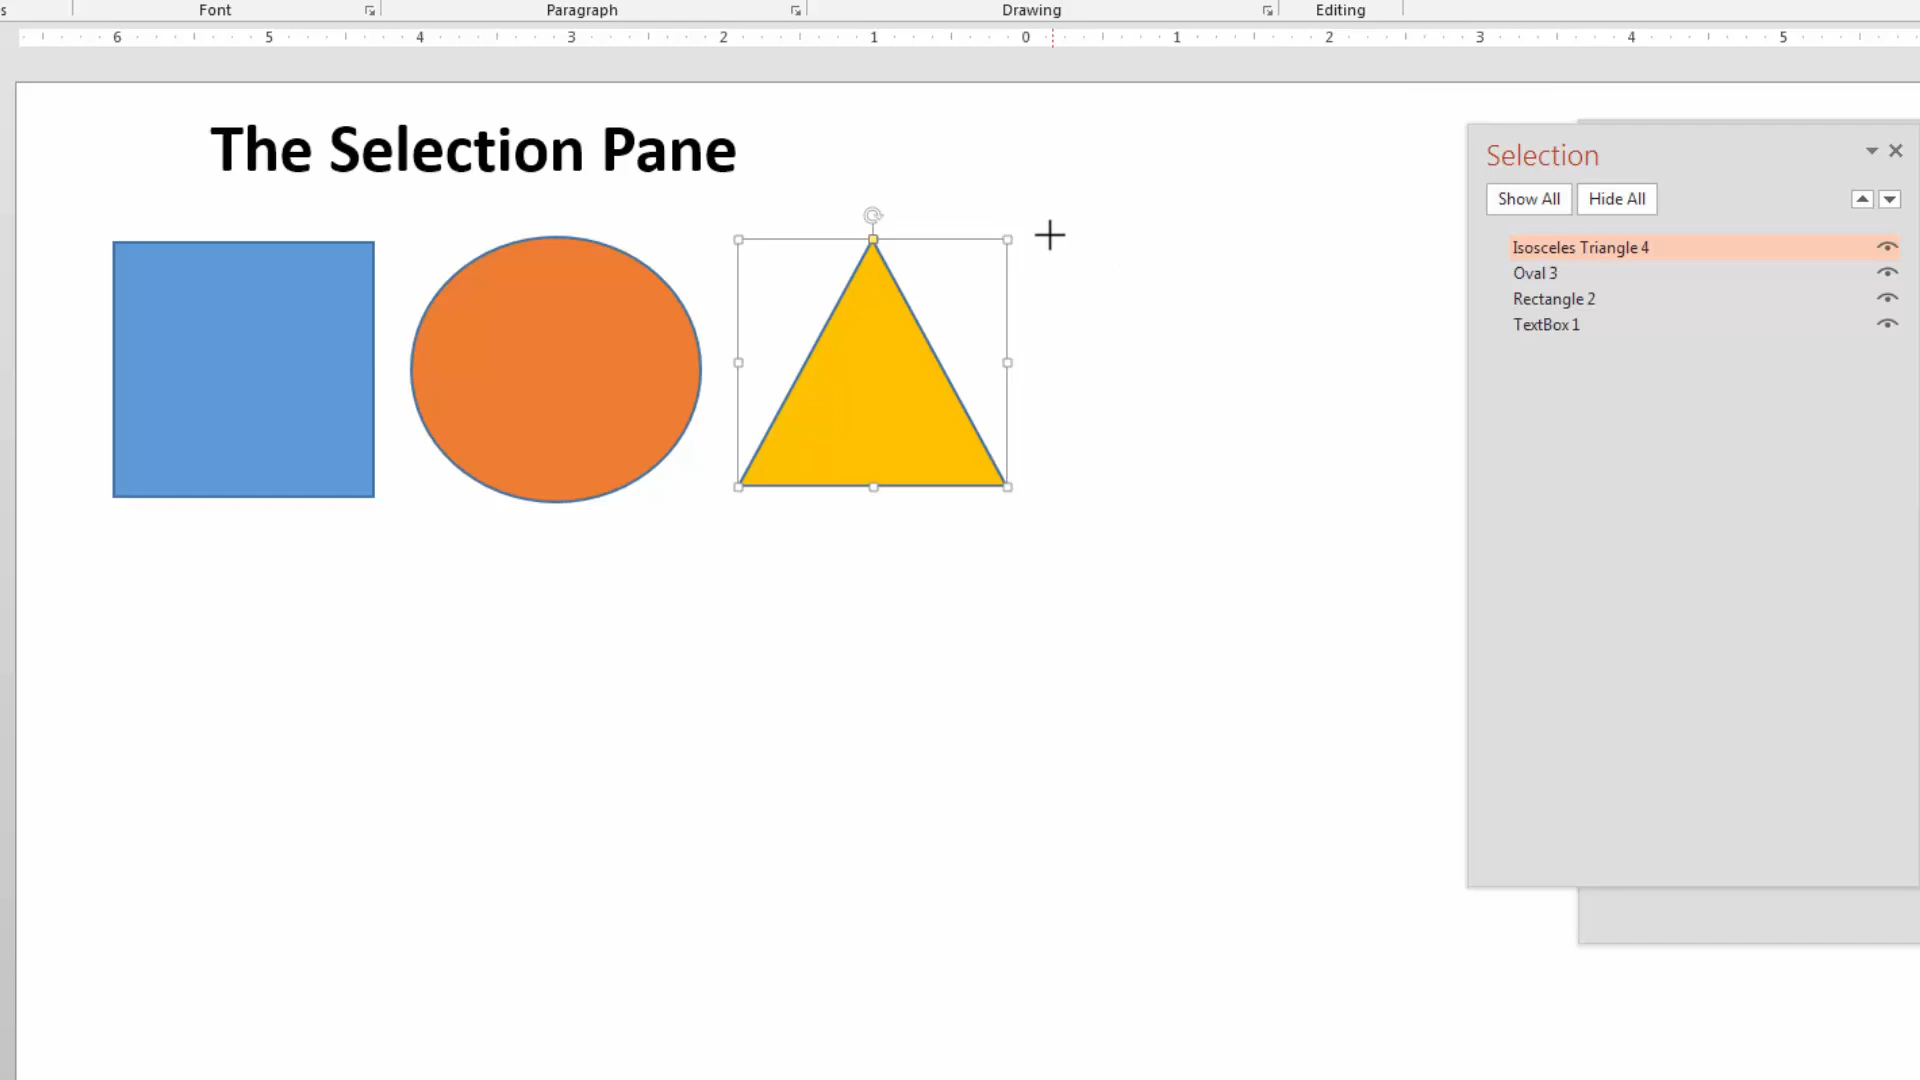 s Font Paragraph Drawing Editing
6 5 4 3 2 1 0 1 2 3 4 5
The Selection Pane
Selection
Show All Hide All
Isosceles Triangle 4
Oval 3
Rectangle 2
TextBox 1